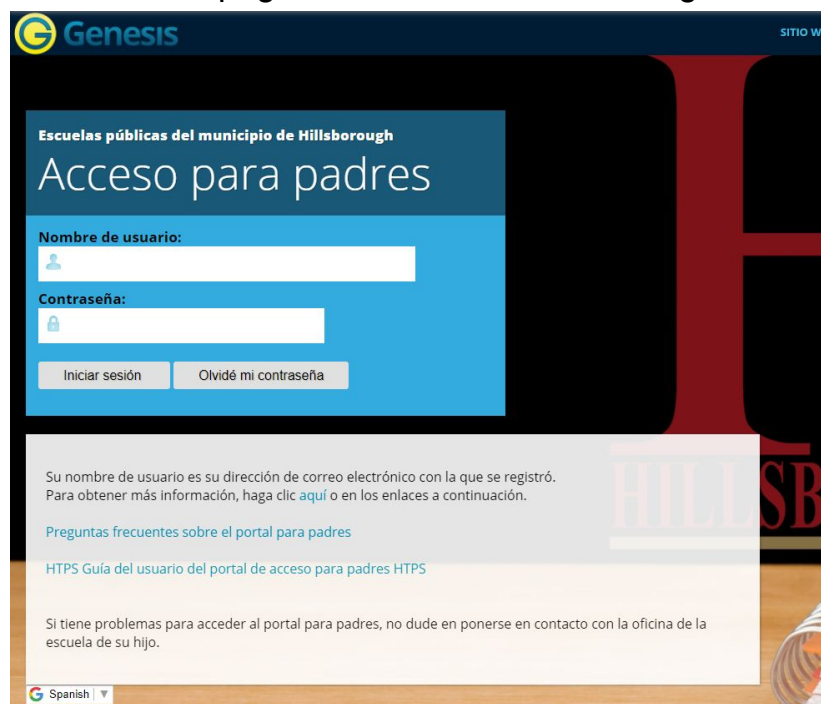 Genesis
SITIO W
Escuelas públicas del municipio de Hillsborough
Acceso para padres
Nombre de usuario:
Contraseña:
Iniciar sesión
Olvidé mi contraseña
Su nombre de usuario es su dirección de correo electrónico con la que se registró.
Para obtener más información, haga clic aquí o en los enlaces a continuación.
Preguntas frecuentes sobre el portal para padres
HTPS Guía del usuario del portal de acceso para padres HTPS
Si tiene problemas para acceder al portal para padres, no dude en ponerse en contacto con la oficina de la
escuela de su hijo.
HILLSB
G Spanish